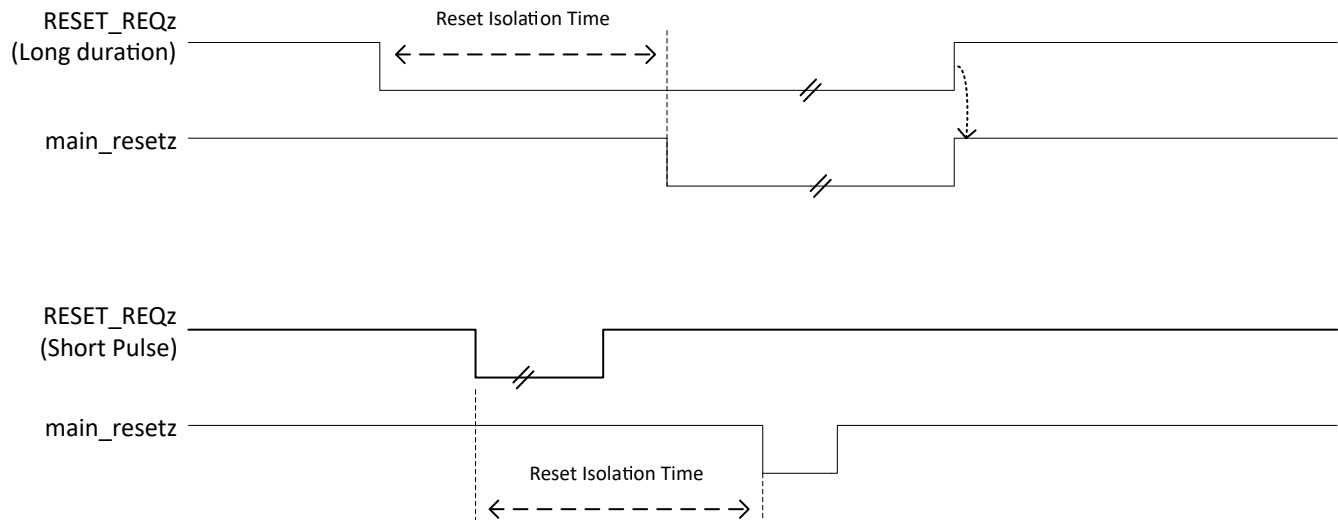 RESET_REQz
(Long duration)
Reset Isolation Time
main_resetz
RESET_REQz
(Short Pulse)
main_resetz
Reset Isolation Time